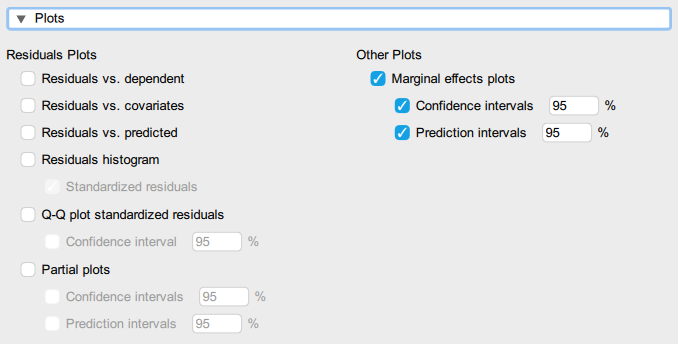 Plots
Residuals Plots
Residuals vs. dependent
Residuals vs. covariates
Residuals vs. predicted
Residuals histogram
Standardized residuals
Q-Q plot standardized residuals
Confidence interval 95 %
Partial plots
Confidence intervals 95 %
Prediction intervals 95 %
Other Plots
Marginal effects plots
Confidence intervals 95 %
Prediction intervals 95 %